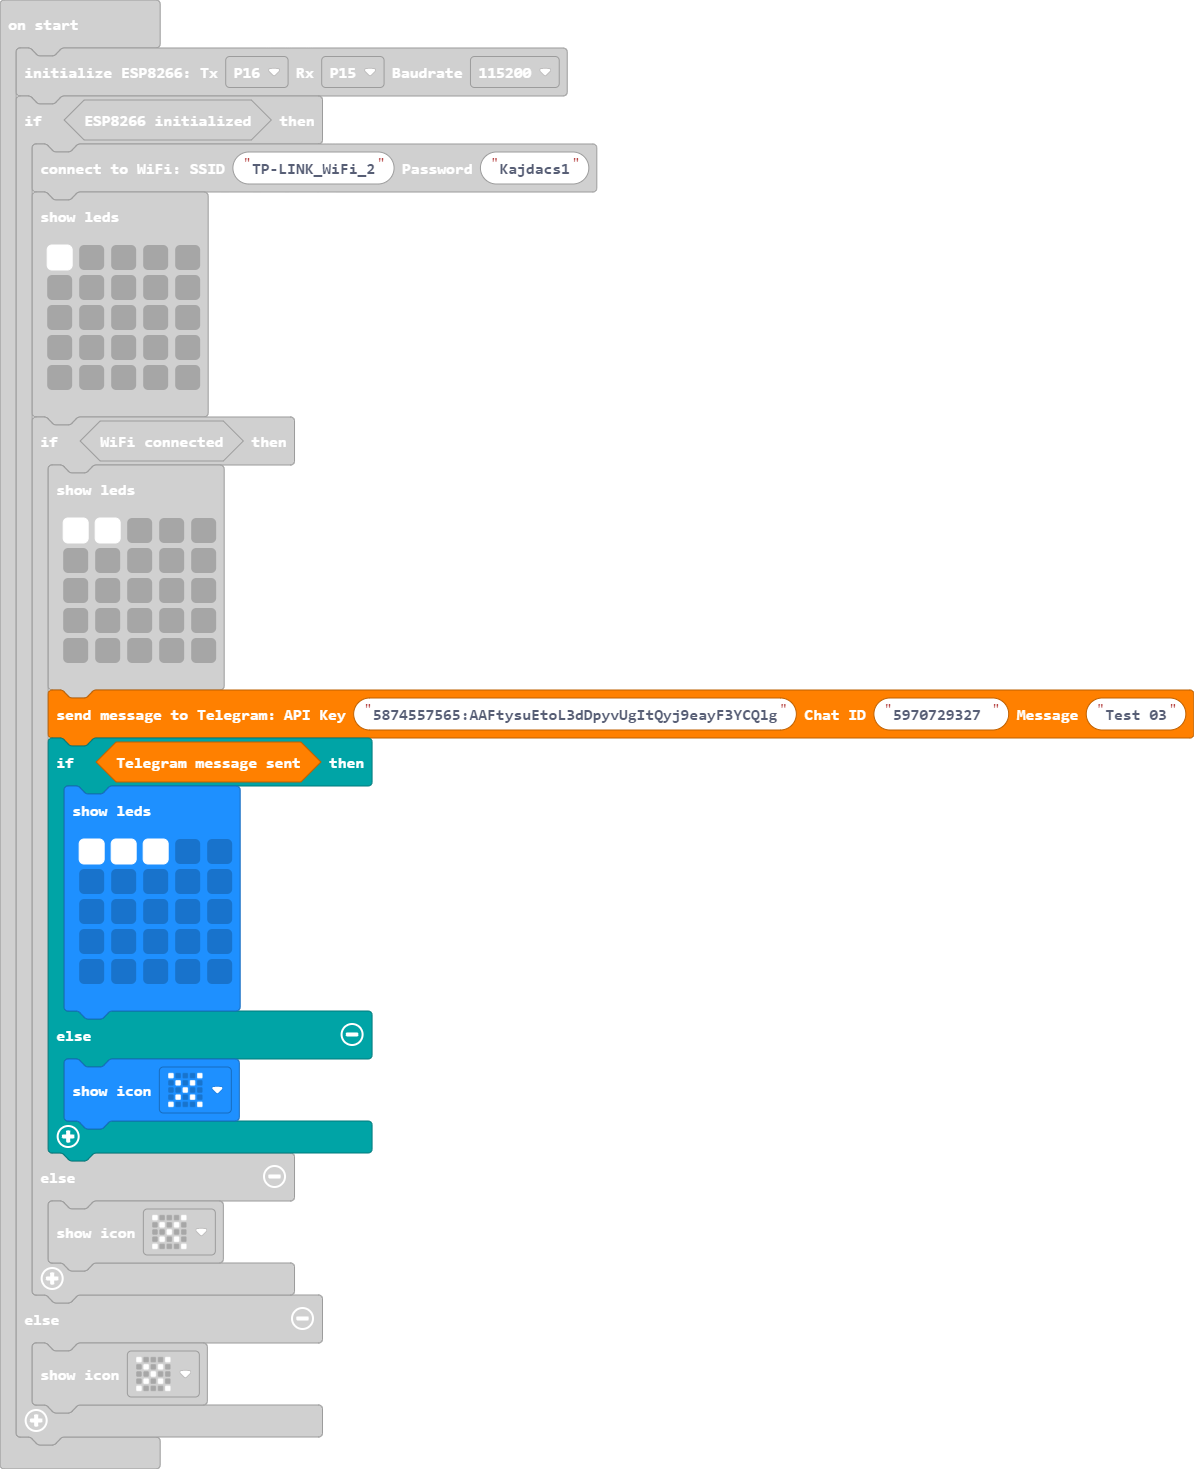 on start
initialize ESP8266: Tx P16 Rx P15 Baudrate 115200
if ESP8266 initialized then
connect to WiFi: SSID "TP-LINK_WiFi_2" Password "Kajdacs1"
show leds
if WiFi connected then
show leds
send message to Telegram: API Key "5874557565:AAFtysuEtoL3dDpyvUgItQyj9eayF3YCQlg" Chat ID "5970729327 " Message "Test 03"
if Telegram message sent then
show leds
else
show icon
else
show icon
else
show icon